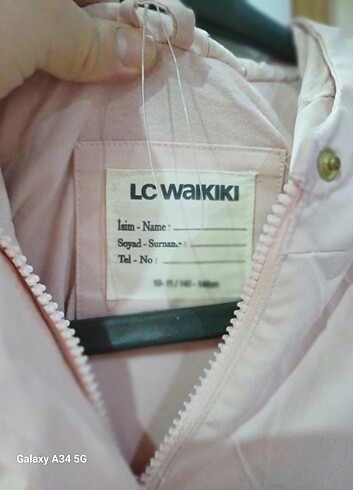 LC WAIKIKI
İsim - Name :
Soyad - Surname :
Tel - No :
10- 11 / 140 - 146cm
Galaxy A34 5G